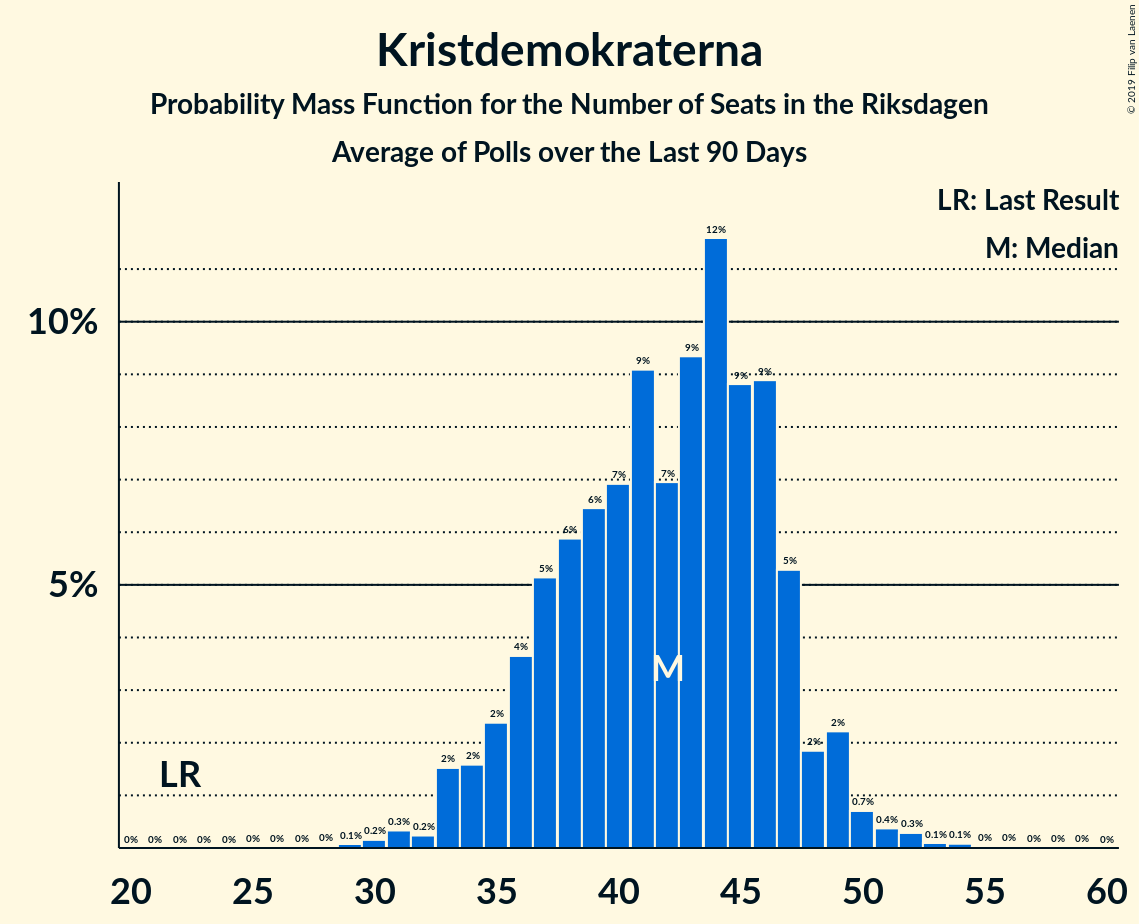 © 2019 Filip van Laenen
Kristdemokraterna
Probability Mass Function for the Number of Seats in the Riksdagen
Average of Polls over the Last 90 Days
LR: Last Result
M: Median
10%
5%
0% 0% 0% 0% 0% 0% 0% 0% 0% 0.1% 0.2% 0.3% 0.2% 2% 2% 2% 4% 5% 6% 6% 7% 9% 7% 9% 12% 9% 9% 5% 2% 2% 0.7% 0.4% 0.3% 0.1% 0.1% 0% 0% 0% 0% 0% 0%
M
LR
20 25 30 35 40 45 50 55 60